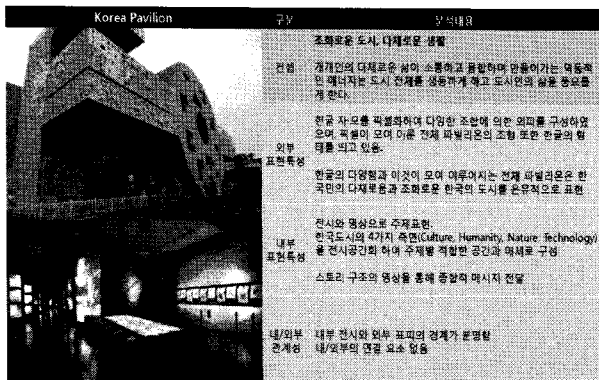 Korea Pavilion
구분
분석내용
컨셉
조화로운 도시, 다채로운 생활
개개인의 다채로운 삶이 소통하고 융합하며 만들어가는 역동적
인 에너지는 도시 전체를 생동하게 하고 도시인의 삶을 풍요롭
게 한다.
외부
표현특성
한글 자·모를 픽셀화하여 다양한 조합에 의한 외피를 구성하였
으며, 픽셀이 모여 이룬 전체 파빌리온의 조형 또한 한글의 형
태를 띄고 있음.
한글의 다양함과 이것이 모여 이루어지는 전체 파빌리온은 한
국민의 다채로움과 조화로운 한국의 도시를 은유적으로 표현
내부
표현특성
전시와 영상으로 주제표현.
한국도시의 4가지 측면(Culture, Humanity, Nature, Technology)
을 전시공간화 하여 주제별 적합한 공간과 매체로 구성
스토리 구조의 영상을 통해 종합적 메시지 전달
내/외부
관계성
내부 전시와 외부 표피의 경계가 분명함
내/외부의 연결 요소 없음